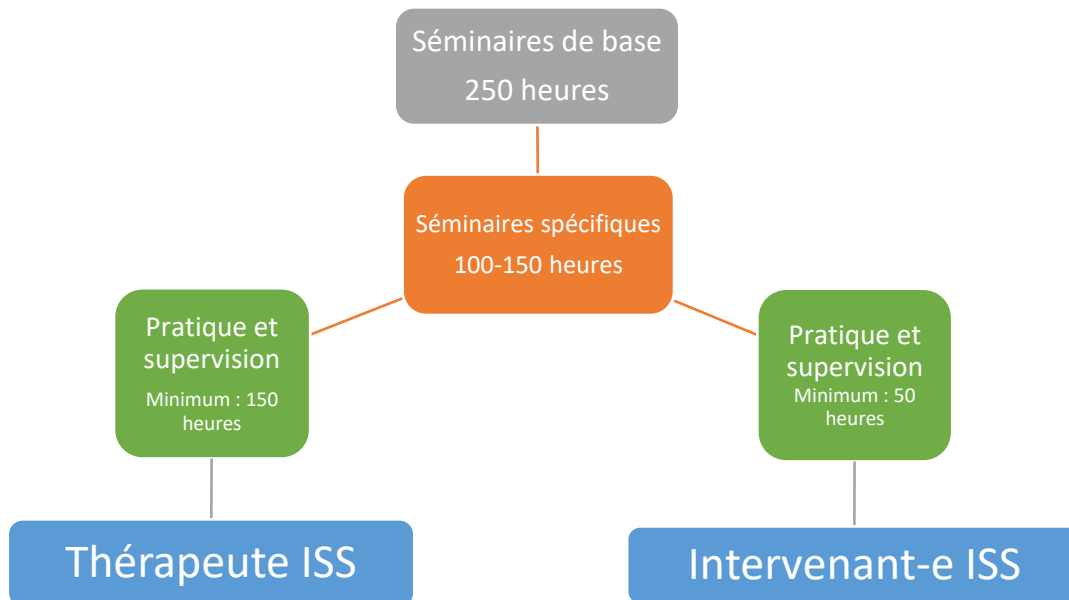 Séminaires de base
250 heures
Séminaires spécifiques
100-150 heures
Pratique et
supervision
Minimum : 150
heures
Pratique et
supervision
Minimum : 50
heures
Thérapeute ISS
Intervenant-e ISS